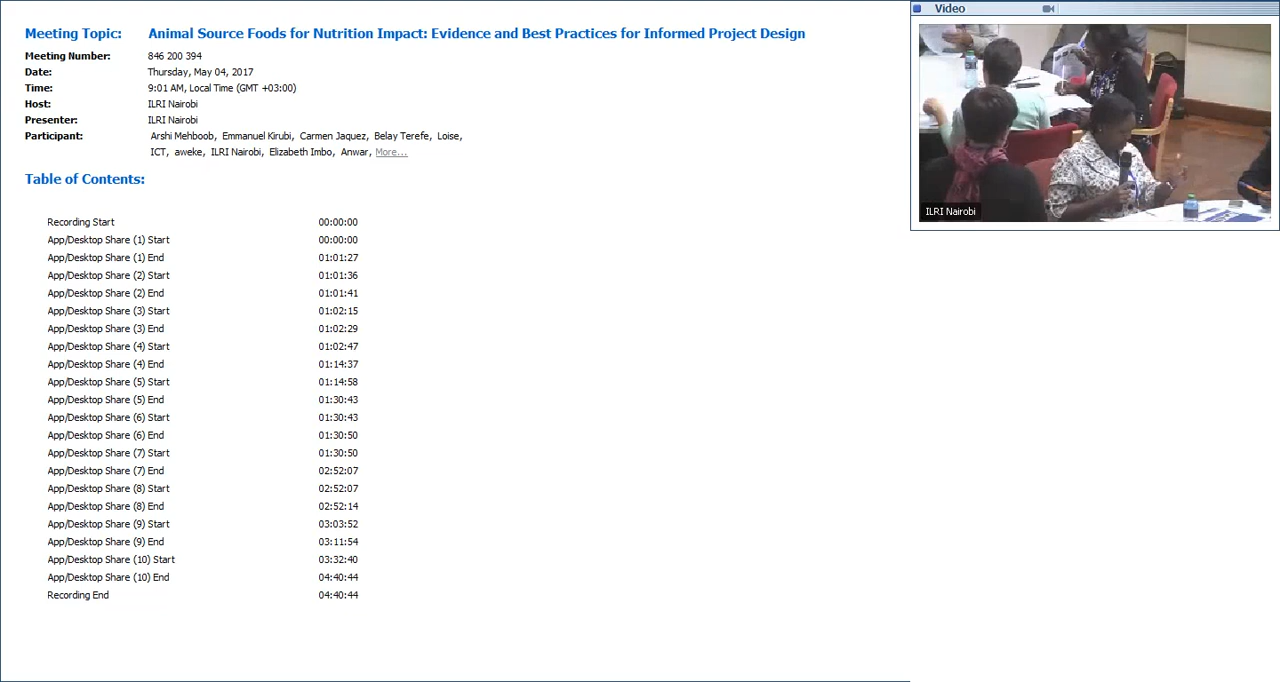 Meeting Topic: Animal Source Foods for Nutrition Impact: Evidence and Best Practices for Informed Project Design
Meeting Number: 846 200 394
Date: Thursday, May 04, 2017
Time: 9:01 AM, Local Time (GMT +03:00)
Host: ILRI Nairobi
Presenter: ILRI Nairobi
Participant: Arshi Mehboob, Emmanuel Kirubi, Carmen Jaquez, Belay Terefe, Loise,
ICT, aweke, ILRI Nairobi, Elizabeth Imbo, Anwar, More...
Table of Contents:
Recording Start 00:00:00
App/Desktop Share (1) Start 00:00:00
App/Desktop Share (1) End 01:01:27
App/Desktop Share (2) Start 01:01:36
App/Desktop Share (2) End 01:01:41
App/Desktop Share (3) Start 01:02:15
App/Desktop Share (3) End 01:02:29
App/Desktop Share (4) Start 01:02:47
App/Desktop Share (4) End 01:14:37
App/Desktop Share (5) Start 01:14:58
App/Desktop Share (5) End 01:30:43
App/Desktop Share (6) Start 01:30:43
App/Desktop Share (6) End 01:30:50
App/Desktop Share (7) Start 01:30:50
App/Desktop Share (7) End 02:52:07
App/Desktop Share (8) Start 02:52:07
App/Desktop Share (8) End 02:52:14
App/Desktop Share (9) Start 03:03:52
App/Desktop Share (9) End 03:11:54
App/Desktop Share (10) Start 03:32:40
App/Desktop Share (10) End 04:40:44
Recording End 04:40:44
Video
ILRI Nairobi